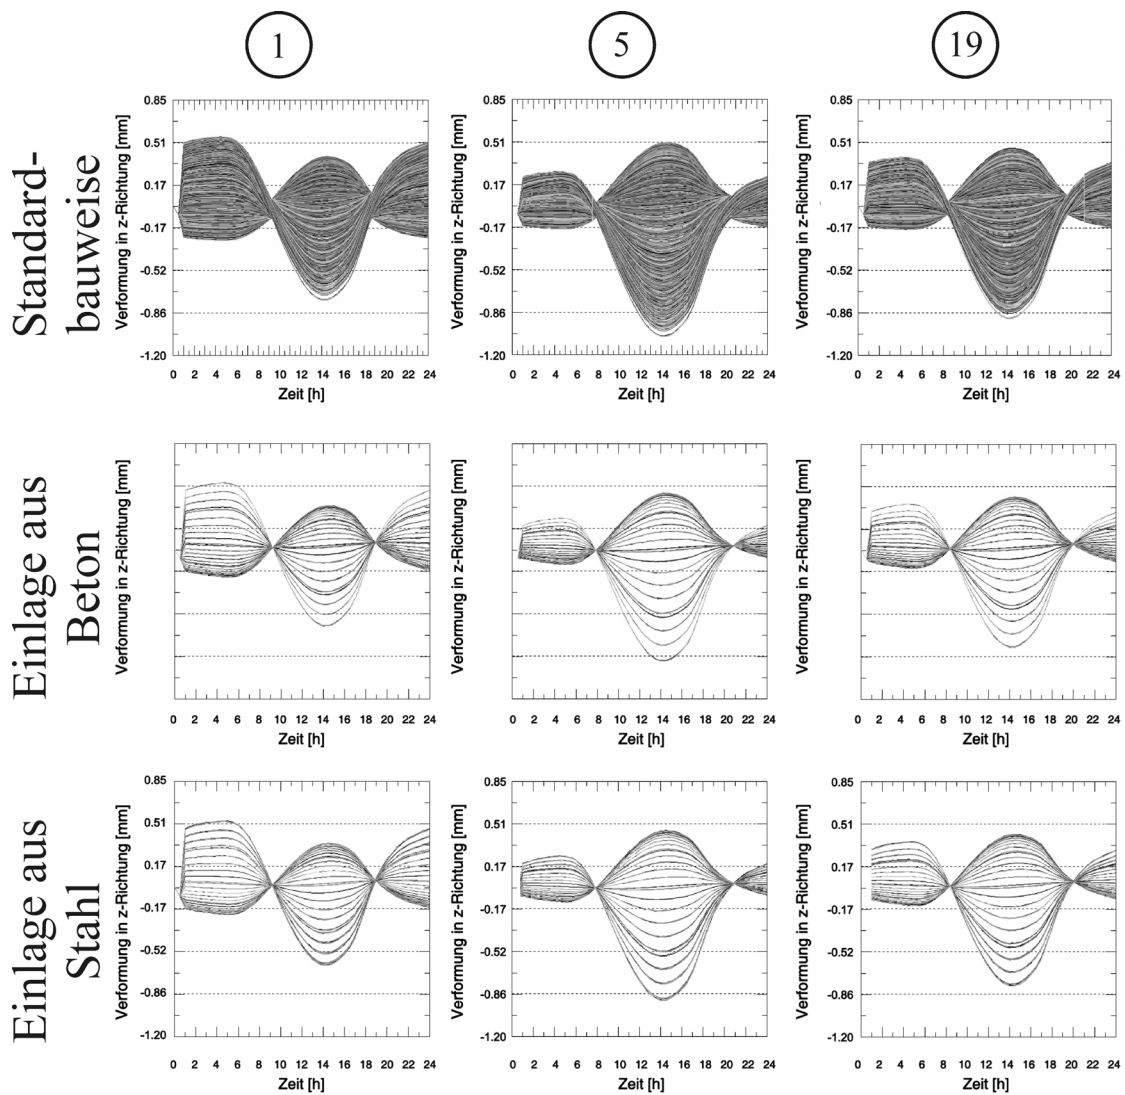 1
5
19
Standard-
bauweise
Verformung in z-Richtung [mm]
0.85
0.51
0.17
-0.17
-0.52
-0.86
-1.20
0 2 4 6 8 10 12 14 16 18 20 22 24
Zeit [h]
Verformung in z-Richtung [mm]
0.85
0.51
0.17
-0.17
-0.52
-0.86
-1.20
0 2 4 6 8 10 12 14 16 18 20 22 24
Zeit [h]
Verformung in z-Richtung [mm]
0.85
0.51
0.17
-0.17
-0.52
-0.86
-1.20
0 2 4 6 8 10 12 14 16 18 20 22 24
Zeit [h]
Einlage aus
Beton
Verformung in z-Richtung [mm]
0 2 4 6 8 10 12 14 16 18 20 22 24
Zeit [h]
Verformung in z-Richtung [mm]
0 2 4 6 8 10 12 14 16 18 20 22 24
Zeit [h]
Verformung in z-Richtung [mm]
0 2 4 6 8 10 12 14 16 18 20 22 24
Zeit [h]
Einlage aus
Stahl
Verformung in z-Richtung [mm]
0.85
0.51
0.17
-0.17
-0.52
-0.86
-1.20
0 2 4 6 8 10 12 14 16 18 20 22 24
Zeit [h]
Verformung in z-Richtung [mm]
0.85
0.51
0.17
-0.17
-0.52
-0.86
-1.20
0 2 4 6 8 10 12 14 16 18 20 22 24
Zeit [h]
Verformung in z-Richtung [mm]
0.85
0.51
0.17
-0.17
-0.52
-0.86
-1.20
0 2 4 6 8 10 12 14 16 18 20 22 24
Zeit [h]